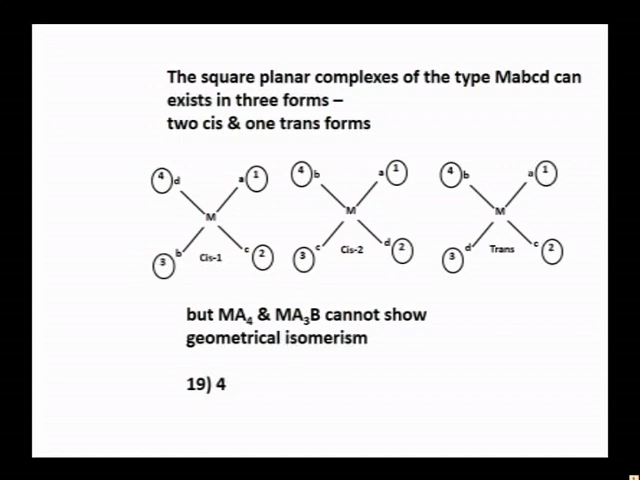 The square planar complexes of the type Mabcd can
exists in three forms –
two cis & one trans forms
4 d a 1 4 b a 1 4 b a 1
M M M
3 b c 2 3 c d 2 3 d c 2
Cis-1 Cis-2 Trans
but MA₄ & MA₃B cannot show
geometrical isomerism
19) 4